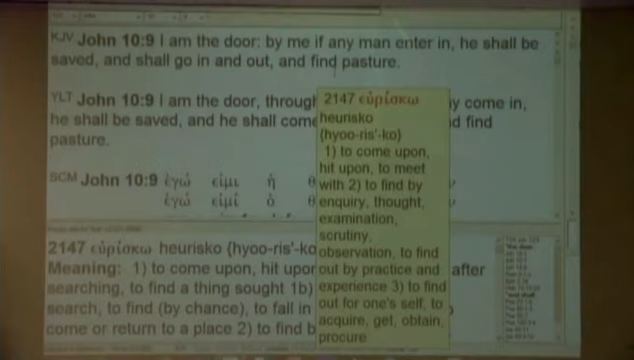 KJV John 10:9 I am the door: by me if any man enter in, he shall be
saved, and shall go in and out, and find pasture.
YLT John 10:9 I am the door, through
y come in,
he shall be saved, and he shall come
d find
pasture.
SCM John 10:9 ἐγώ εἰμι ἡ θ
ἐγώ εἰμί ὁ θ
2147 εὑρίσκω heurisko {hyoo-ris'-ko
Meaning: 1) to come upon, hit upon
after
searching, to find a thing sought 1b)
search, to find (by chance), to fall in
come or return to a place 2) to find b
2147 εὑρίσκω
heurisko
{hyoo-ris'-ko}
1) to come upon,
hit upon, to meet
with 2) to find by
enquiry, thought,
examination,
scrutiny,
observation, to find
out by practice and
experience 3) to find
out for one's self, to
acquire, get, obtain,
procure